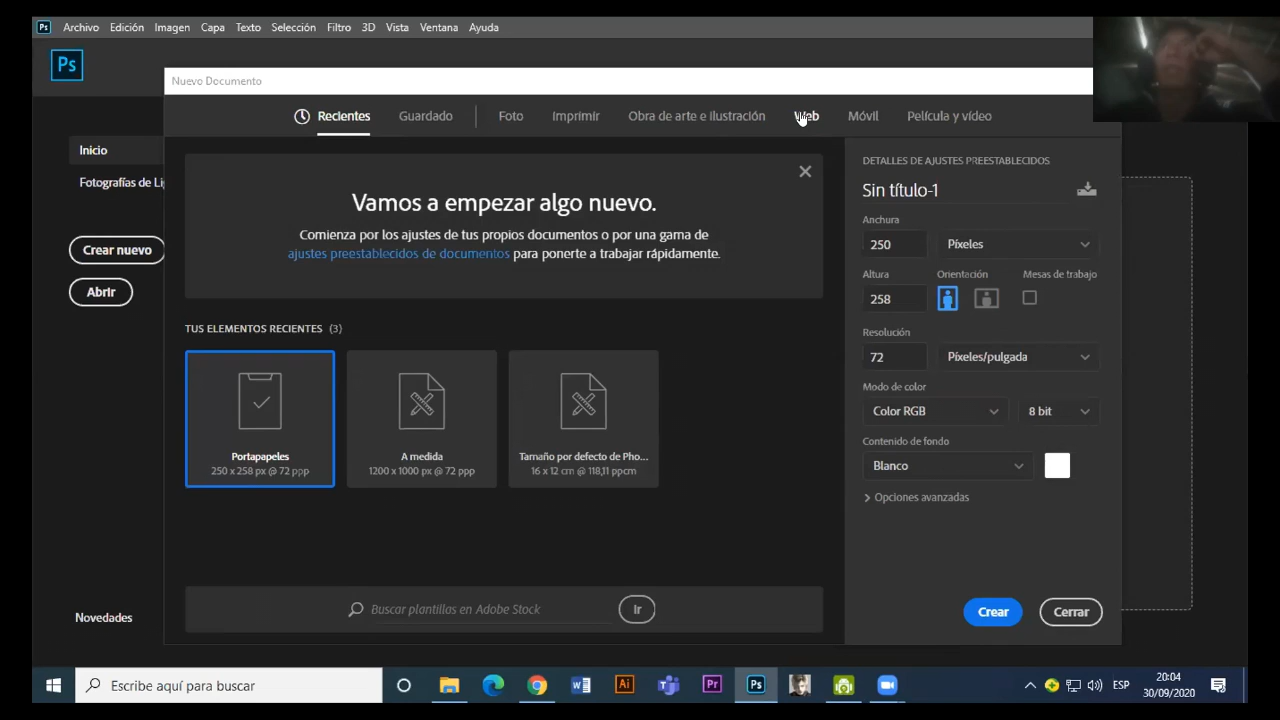 Ps Archivo Edición Imagen Capa Texto Selección Filtro 3D Vista Ventana Ayuda
Ps
Nuevo Documento
Recientes Guardado Foto Imprimir Obra de arte e ilustración Web Móvil Película y vídeo
Inicio
Fotografías de Li
Crear nuevo
Abrir
Novedades
Vamos a empezar algo nuevo.
Comienza por los ajustes de tus propios documentos o por una gama de
ajustes preestablecidos de documentos para ponerte a trabajar rápidamente.
TUS ELEMENTOS RECIENTES (3)
Portapapeles
250 x 258 px @ 72 ppp
A medida
1200 x 1000 px @ 72 ppp
Tamaño por defecto de Pho...
16 x 12 cm @ 118,11 ppcm
Buscar plantillas en Adobe Stock Ir
DETALLES DE AJUSTES PREESTABLECIDOS
Sin título-1
Anchura
250 Píxeles
Altura Orientación Mesas de trabajo
258
Resolución
72 Píxeles/pulgada
Modo de color
Color RGB 8 bit
Contenido de fondo
Blanco
Opciones avanzadas
Crear Cerrar
Escribe aquí para buscar
Ai
Pr
Ps
ESP
20:04
30/09/2020